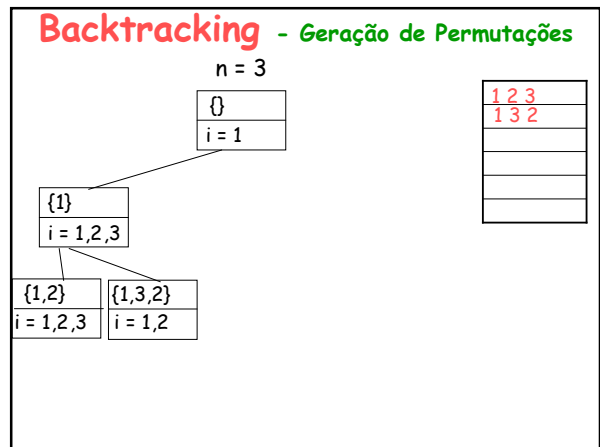 Backtracking - Geração de Permutações
n = 3
{}
i = 1
1 2 3
1 3 2
{1}
i = 1,2,3
{1,2}
i = 1,2,3
{1,3,2}
i = 1,2